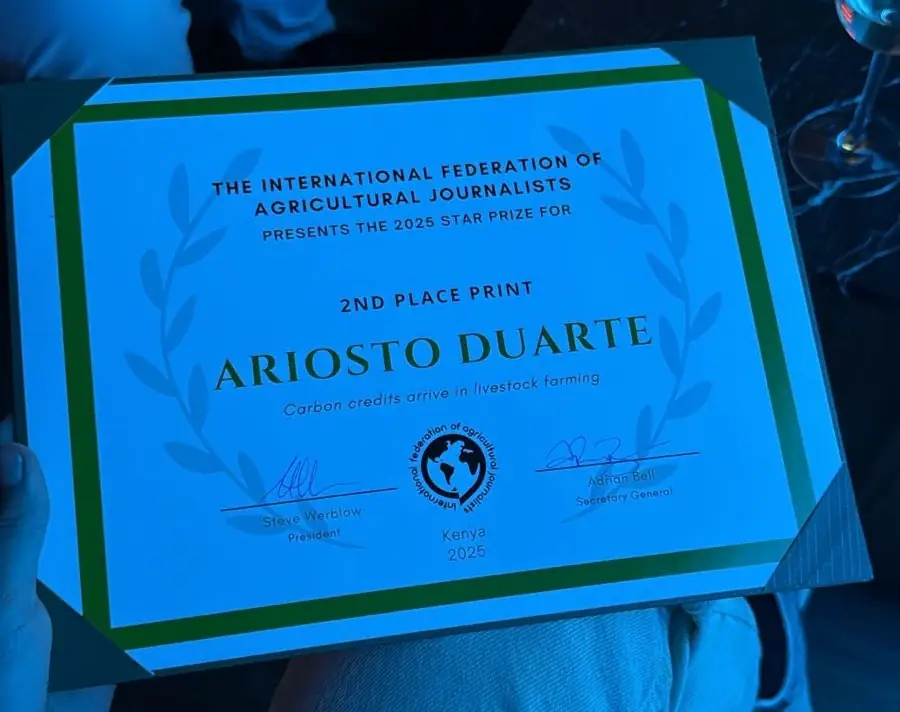 THE INTERNATIONAL FEDERATION OF
AGRICULTURAL JOURNALISTS
PRESENTS THE 2025 STAR PRIZE FOR
2ND PLACE PRINT
ARIOSTO DUARTE
Carbon credits arrive in livestock farming
international federation of agricultural journalists
Steve Werblow
President
Adrian Bell
Secretary General
Kenya
2025